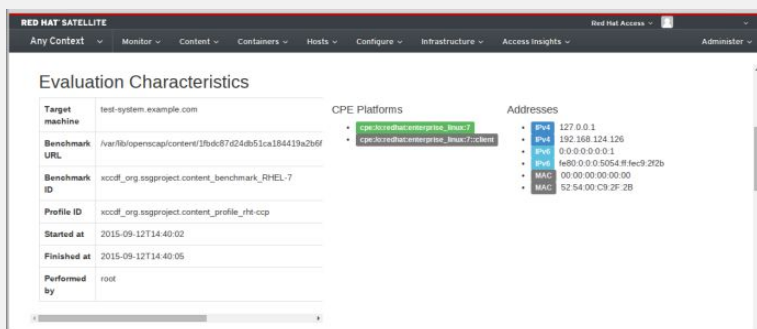 RED HAT SATELLITE
Red Hat Access
Any Context Monitor Content Containers Hosts Configure Infrastructure Access Insights Administer
Evaluation Characteristics
Target machine test-system.example.com
Benchmark URL /var/lib/openscap/content/1fbdc87d24db51ca184419a2b6f
Benchmark ID xccdf_org.ssgproject.content_benchmark_RHEL-7
Profile ID xccdf_org.ssgproject.content_profile_rht-ccp
Started at 2015-09-12T14:40:02
Finished at 2015-09-12T14:40:05
Performed by root
CPE Platforms
cpe:/o:redhat:enterprise_linux:7
cpe:/o:redhat:enterprise_linux:7::client
Addresses
IPv4 127.0.0.1
IPv4 192.168.124.126
IPv6 0:0:0:0:0:0:0:1
IPv6 fe80:0:0:0:5054:ff:fec9:2f2b
MAC 00:00:00:00:00:00
MAC 52:54:00:C9:2F:2B